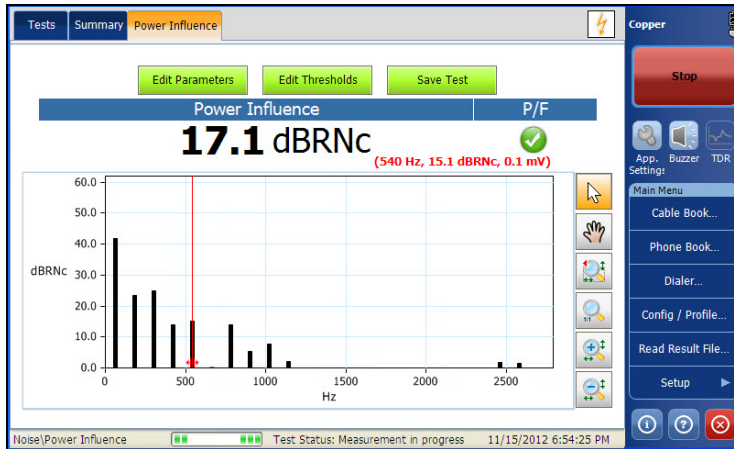 Tests Summary Power Influence
Copper
Edit Parameters Edit Thresholds Save Test
Stop
Power Influence P/F
17.1 dBRNc
(540 Hz, 15.1 dBRNc, 0.1 mV)
App. Settings Buzzer TDR
Main Menu
Cable Book...
Phone Book...
Dialer...
Config / Profile...
Read Result File...
Setup
60.0
50.0
40.0
dBRNc 30.0
20.0
10.0
0.0
0 500 1000 1500 2000 2500
Hz
1:1
Noise\Power Influence Test Status: Measurement in progress 11/15/2012 6:54:25 PM